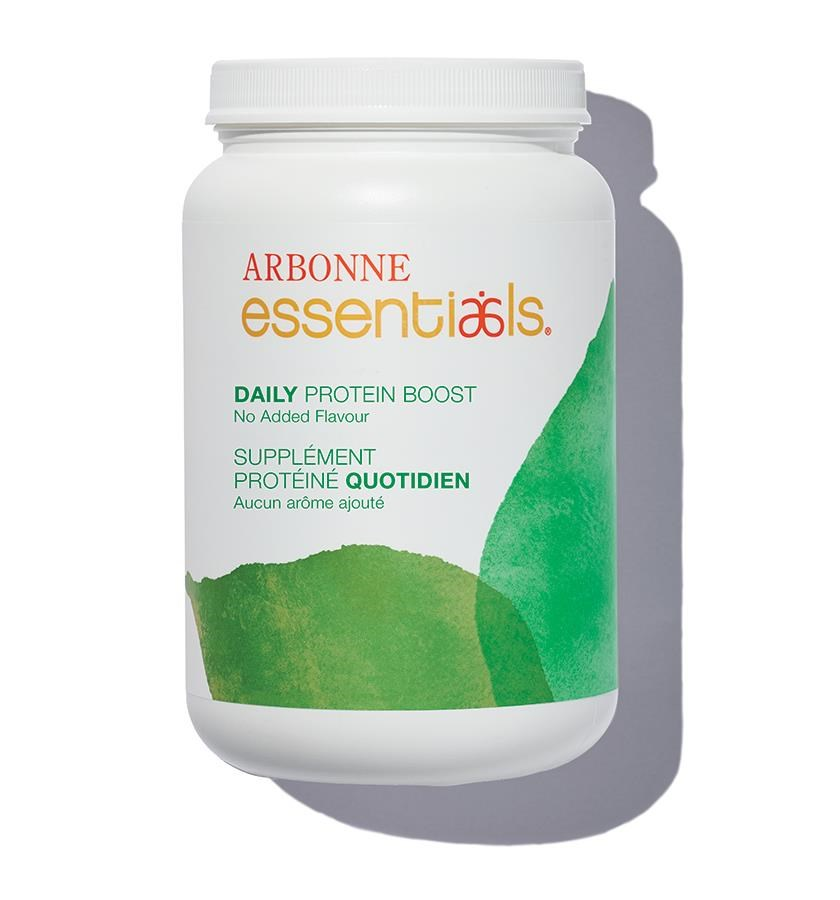 ARBONNE
essentials®
DAILY PROTEIN BOOST
No Added Flavour
SUPPLÉMENT
PROTÉINÉ QUOTIDIEN
Aucun arôme ajouté